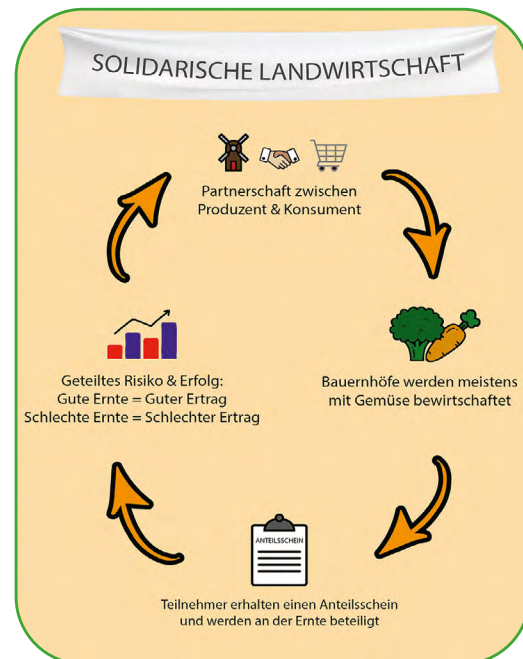 SOLIDARISCHE LANDWIRTSCHAFT
Partnerschaft zwischen
Produzent & Konsument
Bauernhöfe werden meistens
mit Gemüse bewirtschaftet
ANTEILSSCHEIN
Teilnehmer erhalten einen Anteilsschein
und werden an der Ernte beteiligt
Geteiltes Risiko & Erfolg:
Gute Ernte = Guter Ertrag
Schlechte Ernte = Schlechter Ertrag